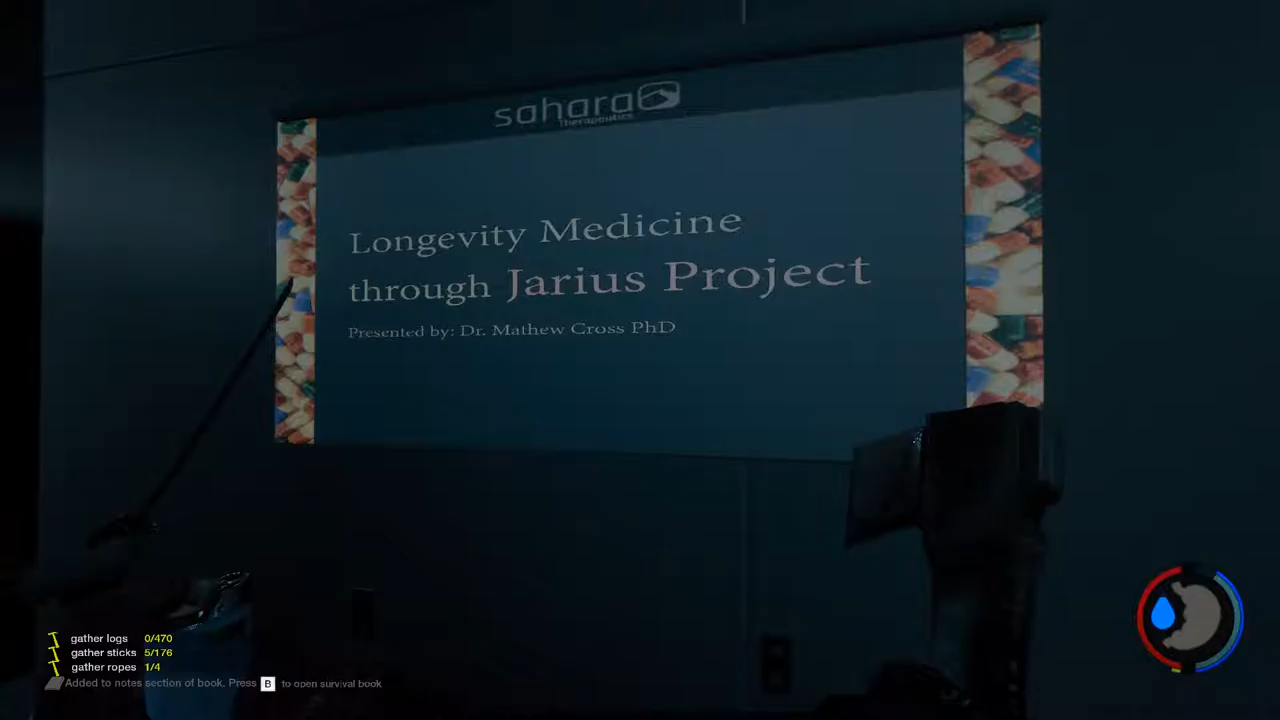 sahara
Therapeutics
Longevity Medicine
through Jarius Project
Presented by: Dr. Mathew Cross PhD
gather logs 0/470
gather sticks 5/176
gather ropes 1/4
Added to notes section of book. Press B to open survival book